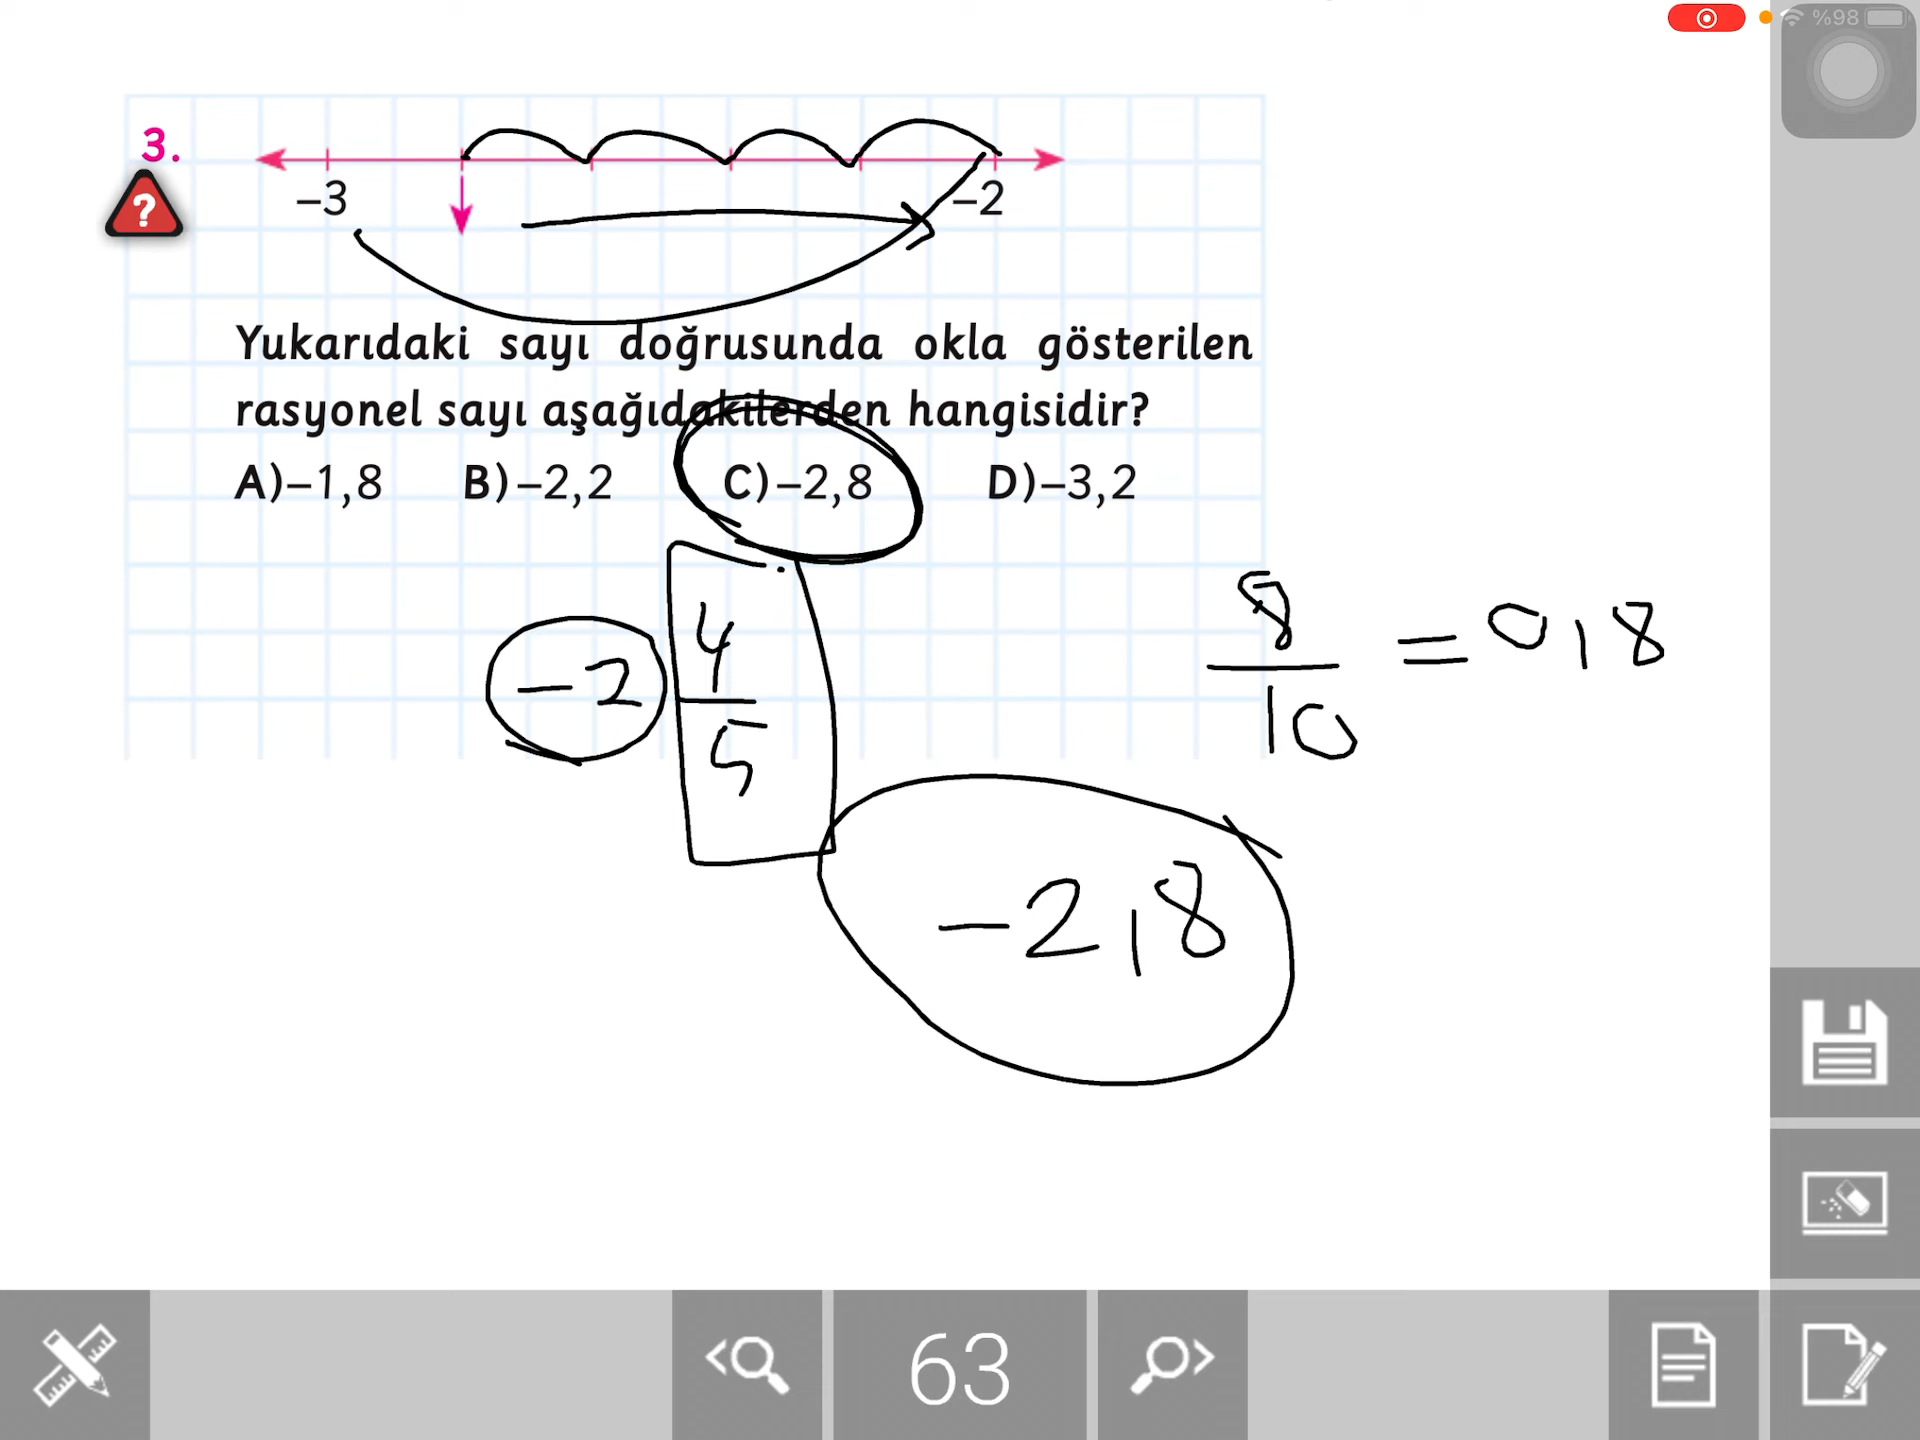 %98
3.
?
–3
–2
Yukarıdaki sayı doğrusunda okla gösterilen
rasyonel sayı aşağıdakilerden hangisidir?
A)–1,8 B)–2,2 C)–2,8 D)–3,2
–2 4/5
8/10 = 0,8
–2,8
63